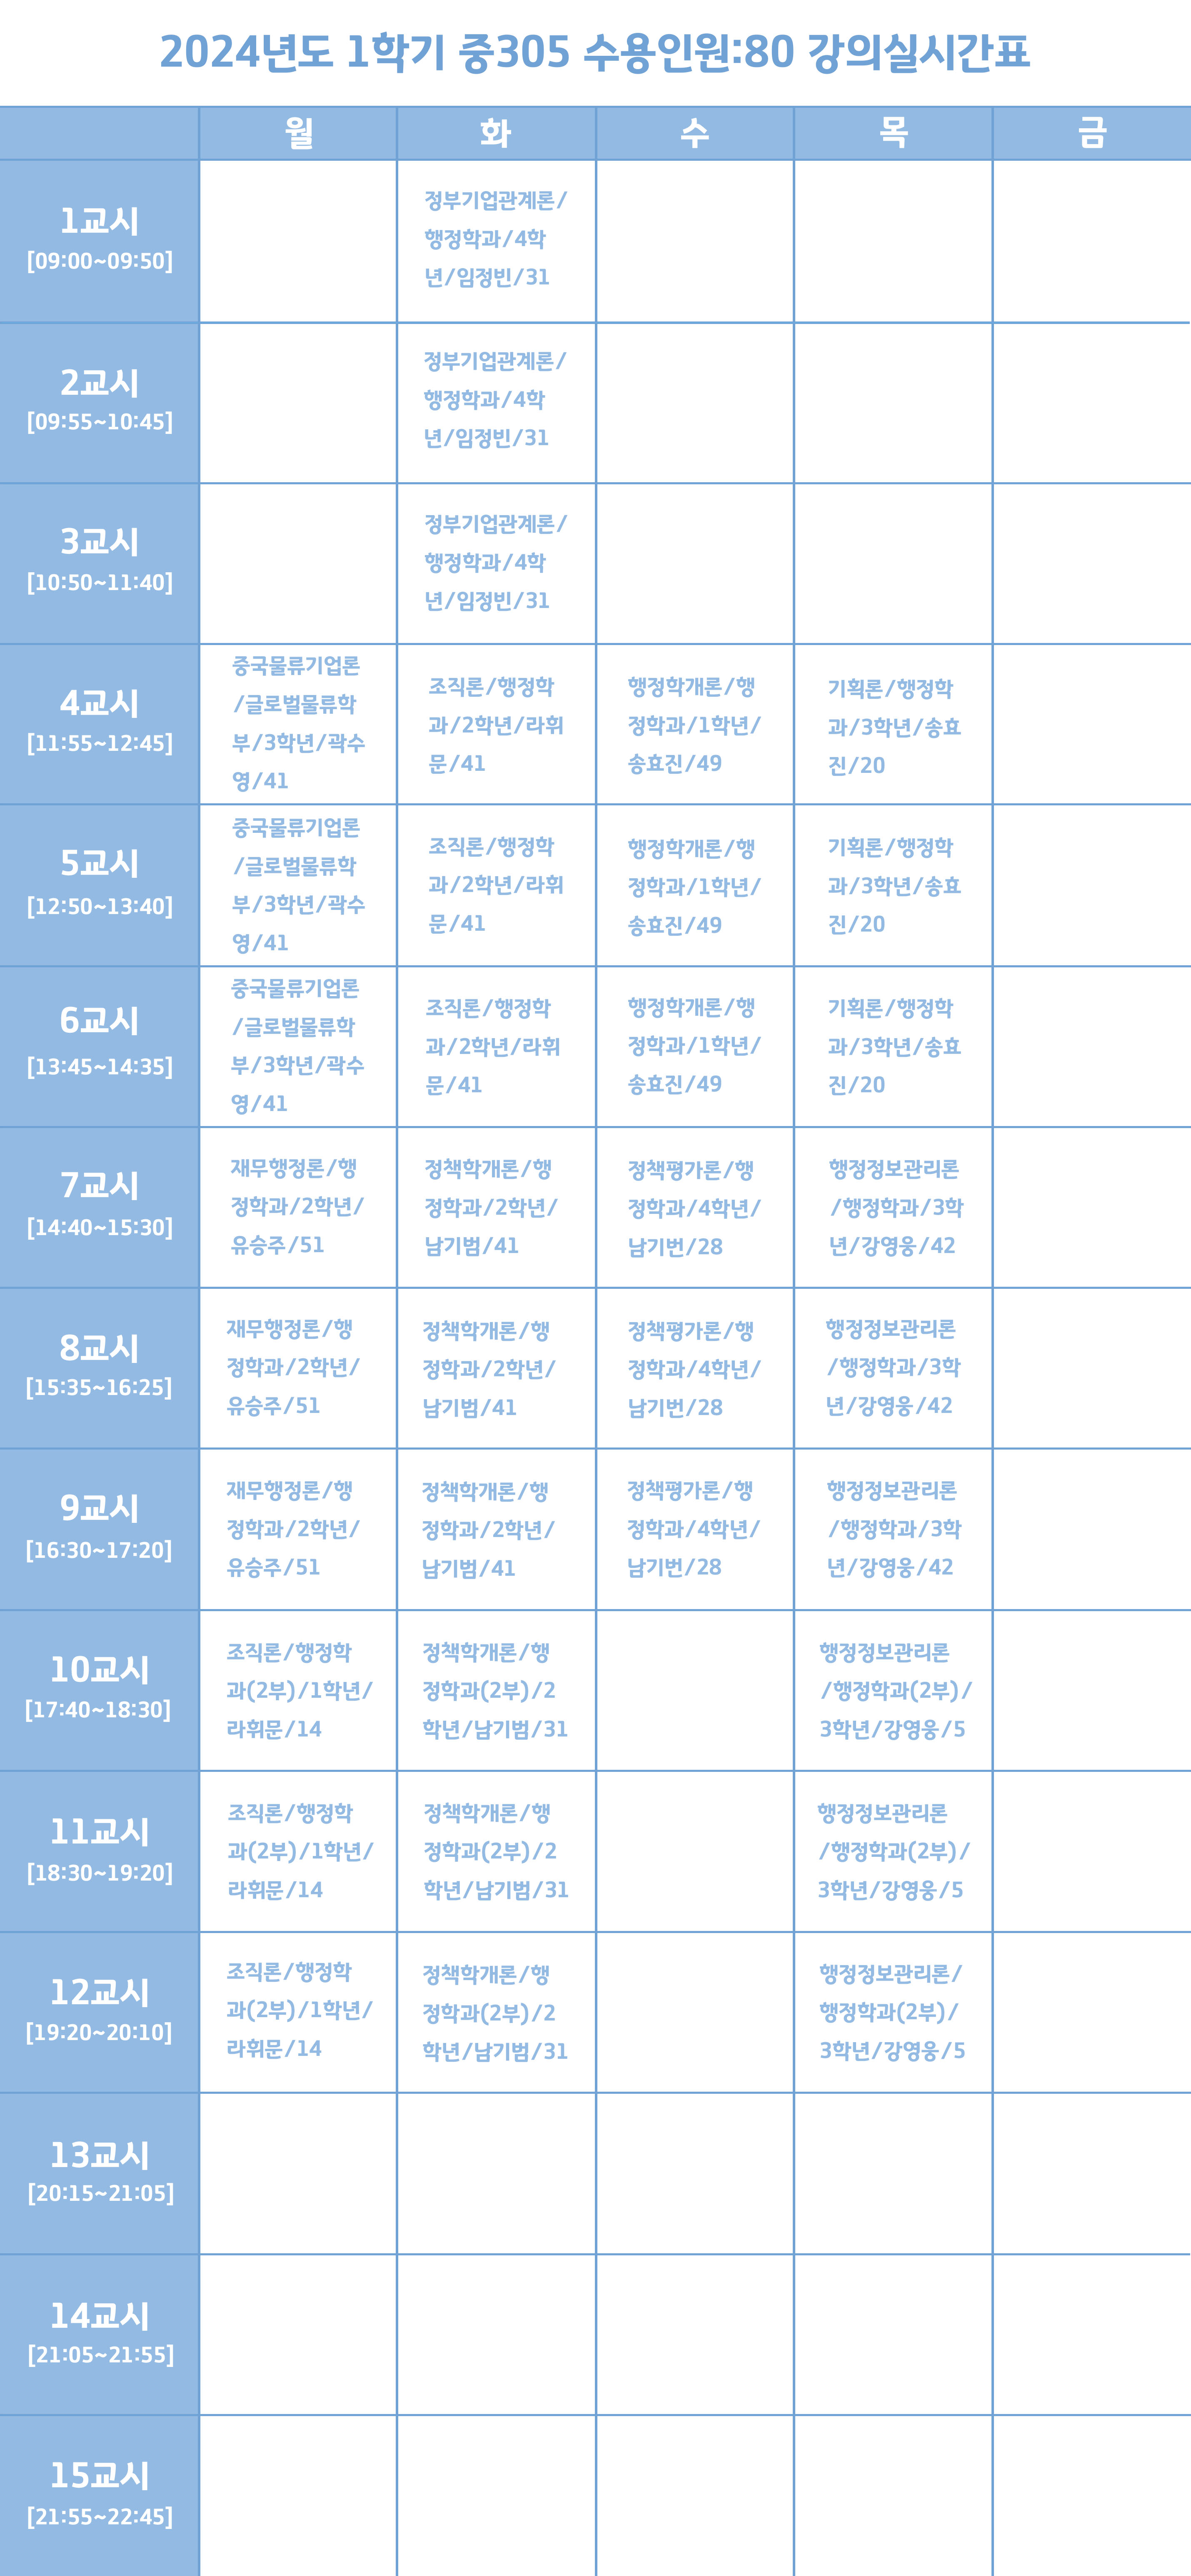 2024년도 1학기 중305 수용인원:80 강의실시간표
월 화 수 목 금
1교시
[09:00~09:50]
정부기업관계론/
행정학과/4학
년/임정빈/31
2교시
[09:55~10:45]
정부기업관계론/
행정학과/4학
년/임정빈/31
3교시
[10:50~11:40]
정부기업관계론/
행정학과/4학
년/임정빈/31
4교시
[11:55~12:45]
중국물류기업론
/글로벌물류학
부/3학년/곽수
영/41
조직론/행정학
과/2학년/라휘
문/41
행정학개론/행
정학과/1학년/
송효진/49
기획론/행정학
과/3학년/송효
진/20
5교시
[12:50~13:40]
중국물류기업론
/글로벌물류학
부/3학년/곽수
영/41
조직론/행정학
과/2학년/라휘
문/41
행정학개론/행
정학과/1학년/
송효진/49
기획론/행정학
과/3학년/송효
진/20
6교시
[13:45~14:35]
중국물류기업론
/글로벌물류학
부/3학년/곽수
영/41
조직론/행정학
과/2학년/라휘
문/41
행정학개론/행
정학과/1학년/
송효진/49
기획론/행정학
과/3학년/송효
진/20
7교시
[14:40~15:30]
재무행정론/행
정학과/2학년/
유승주/51
정책학개론/행
정학과/2학년/
남기범/41
정책평가론/행
정학과/4학년/
남기번/28
행정정보관리론
/행정학과/3학
년/강영웅/42
8교시
[15:35~16:25]
재무행정론/행
정학과/2학년/
유승주/51
정책학개론/행
정학과/2학년/
남기범/41
정책평가론/행
정학과/4학년/
남기번/28
행정정보관리론
/행정학과/3학
년/강영웅/42
9교시
[16:30~17:20]
재무행정론/행
정학과/2학년/
유승주/51
정책학개론/행
정학과/2학년/
남기범/41
정책평가론/행
정학과/4학년/
남기번/28
행정정보관리론
/행정학과/3학
년/강영웅/42
10교시
[17:40~18:30]
조직론/행정학
과(2부)/1학년/
라휘문/14
정책학개론/행
정학과(2부)/2
학년/남기범/31
행정정보관리론
/행정학과(2부)/
3학년/강영웅/5
11교시
[18:30~19:20]
조직론/행정학
과(2부)/1학년/
라휘문/14
정책학개론/행
정학과(2부)/2
학년/남기범/31
행정정보관리론
/행정학과(2부)/
3학년/강영웅/5
12교시
[19:20~20:10]
조직론/행정학
과(2부)/1학년/
라휘문/14
정책학개론/행
정학과(2부)/2
학년/남기범/31
행정정보관리론/
행정학과(2부)/
3학년/강영웅/5
13교시
[20:15~21:05]
14교시
[21:05~21:55]
15교시
[21:55~22:45]